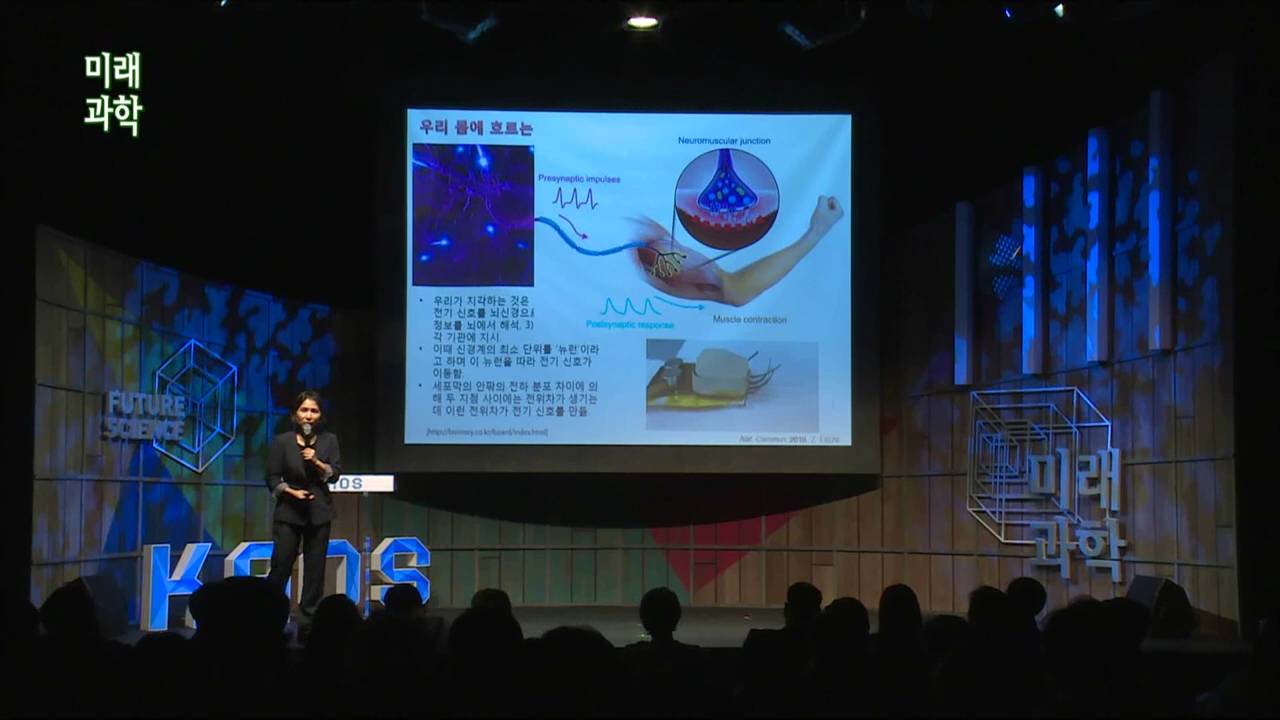 미래
과학
우리 몸에 흐르는
Neuromuscular junction
Presynaptic impulses
• 우리가 지각하는 것은
전기 신호를 뇌신경으
정보를 뇌에서 해석, 3)
각 기관에 지시.
• 이때 신경계의 최소 단위를 '뉴런'이라
고 하며 이 뉴런을 따라 전기 신호가
이동함.
• 세포막의 안팎의 전하 분포 차이에 의
해 두 지점 사이에는 전위차가 생기는
데 이런 전위차가 전기 신호를 만듦
Postsynaptic response
Muscle contraction
Nat. Commun. 2016, 7,
FUTURE
SCIENCE
KAOS
미래
과학